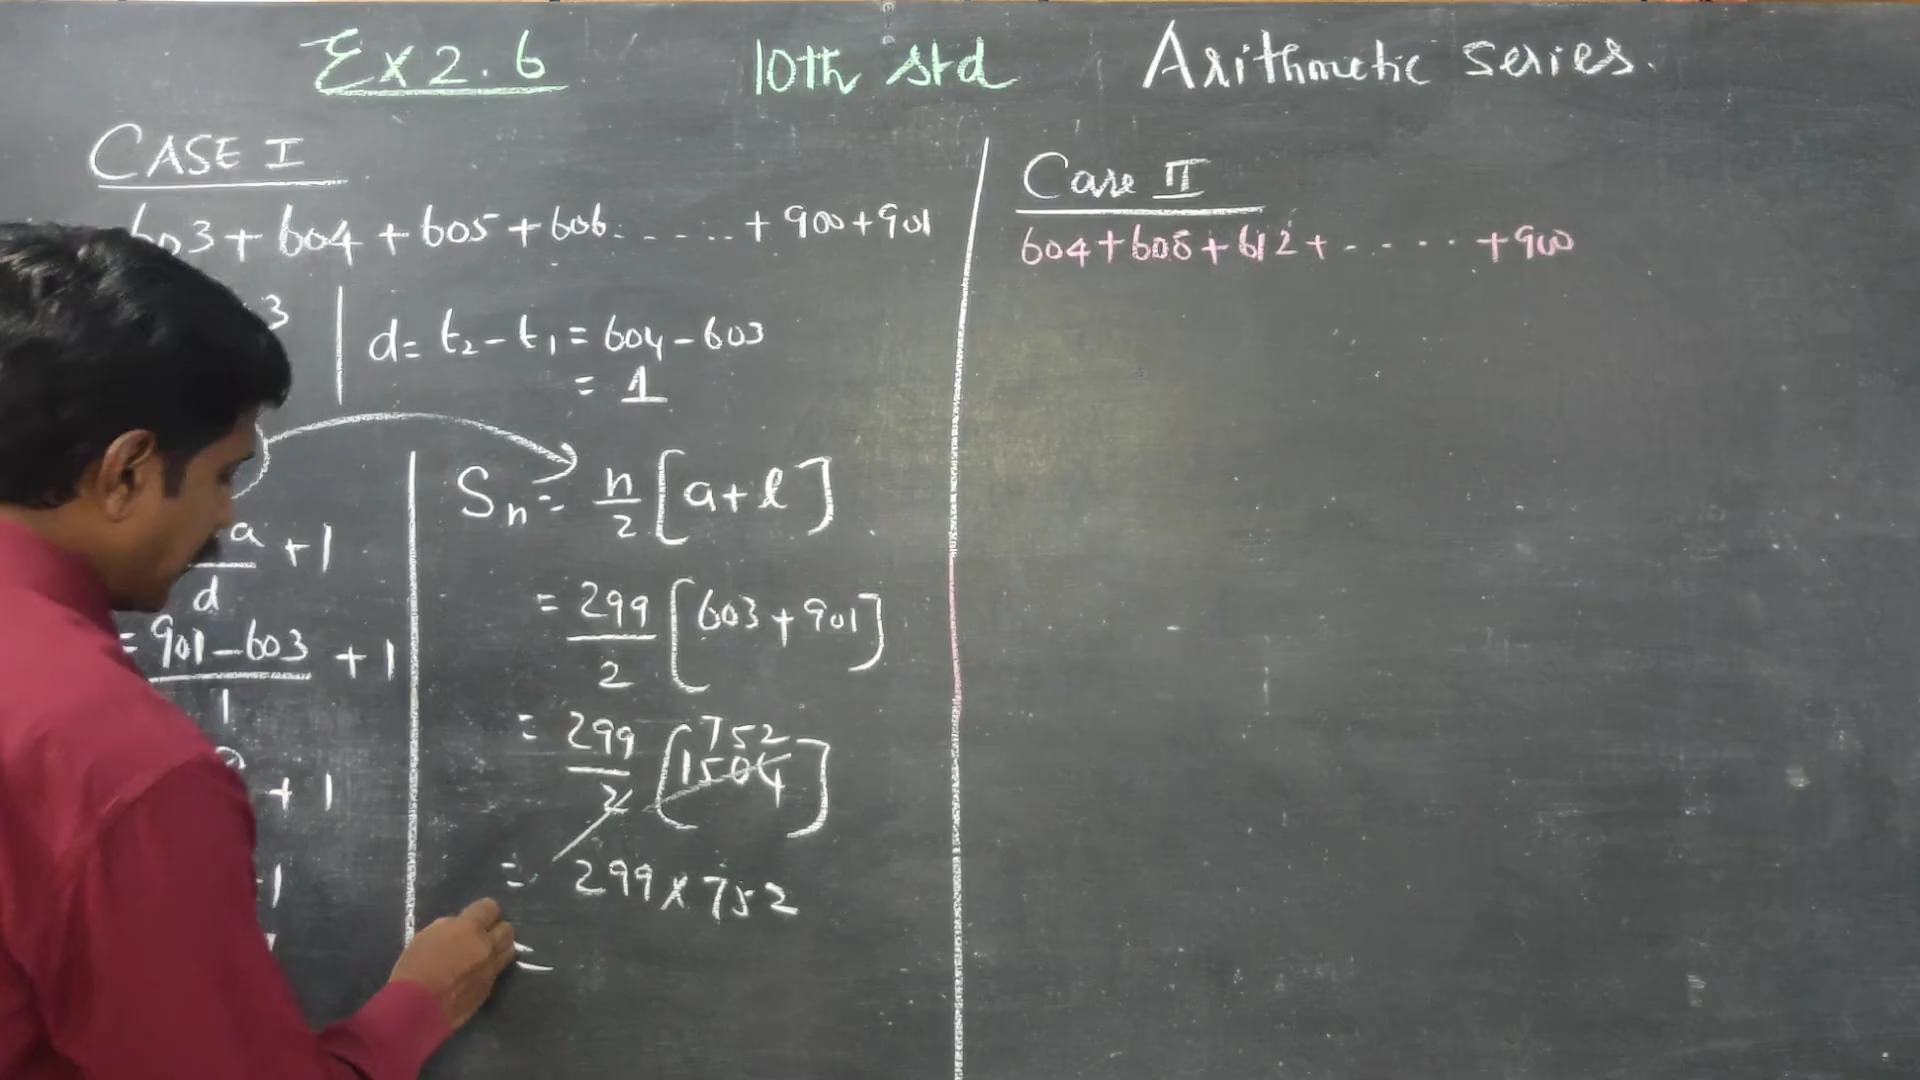 Ex 2.6 10th std Arithmetic series.
CASE I
603 + 604 + 605 + 606 ...... + 900 + 901
3
d = t₂ - t₁ = 604 - 603
= 1
a + 1
d
= 901 - 603 + 1
1
+ 1
Sₙ = n/2 [a + l]
= 299/2 [603 + 901]
= 299/2 [1504] 752
= 299 x 752
=
Case II
604 + 608 + 612 + ...... + 900